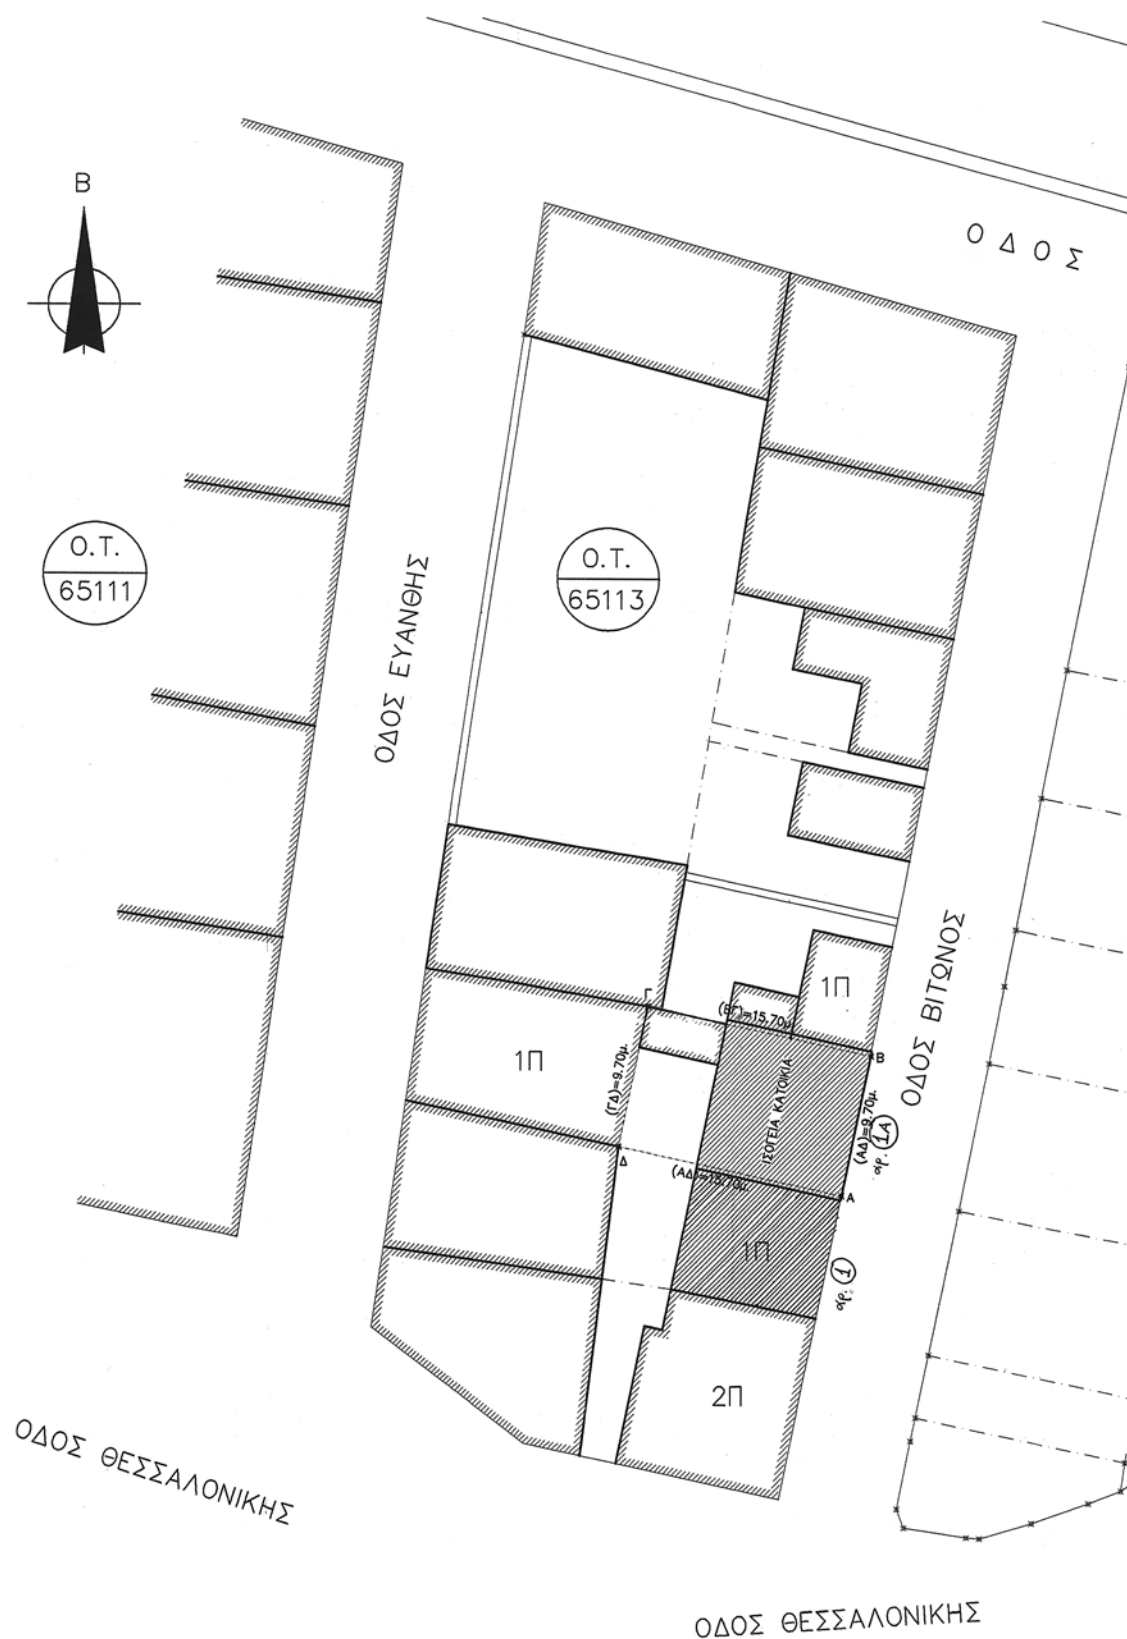 Β
ΟΔΟΣ
Ο.Τ.
65111
Ο.Τ.
65113
ΟΔΟΣ ΕΥΑΝΘΗΣ
ΟΔΟΣ ΒΙΤΩΝΟΣ
1Π
Γ
(ΒΓ)=15.70μ.
Β
1Π
(ΓΔ)=9.70μ.
ΙΣΟΓΕΙΑ ΚΑΤΟΙΚΙΑ
(ΑΔ)=9.70μ.
αρ. 1Α
Δ
(ΑΔ)=15.70μ.
Α
1Π
αρ. 1
2Π
ΟΔΟΣ ΘΕΣΣΑΛΟΝΙΚΗΣ
ΟΔΟΣ ΘΕΣΣΑΛΟΝΙΚΗΣ